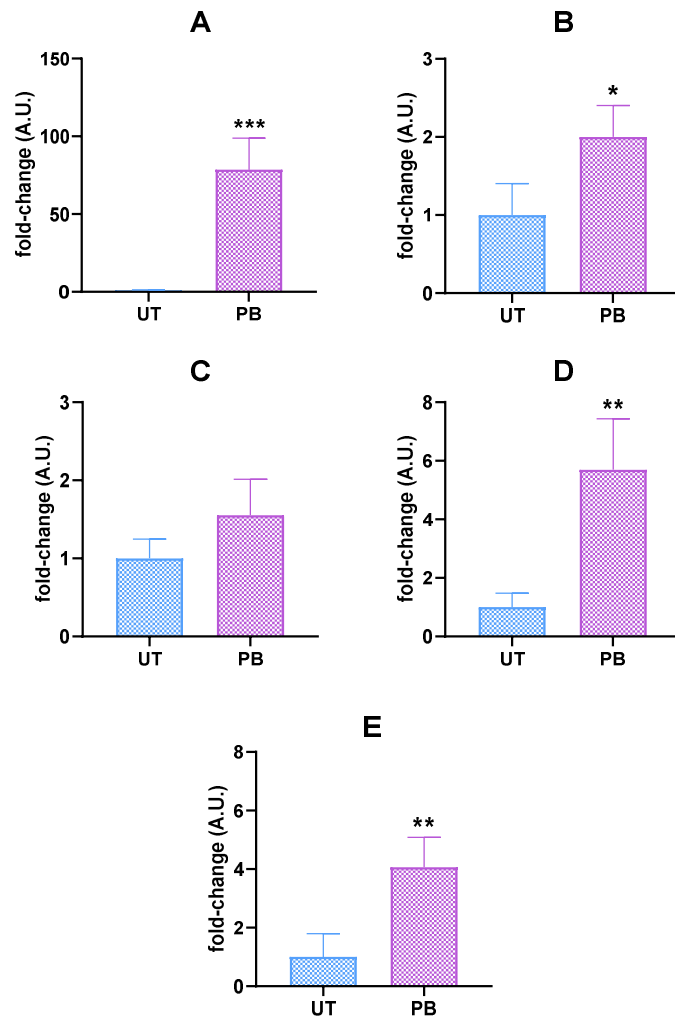 A
fold-change (A.U.)
150
100
50
0
***
UT PB
B
fold-change (A.U.)
3
2
1
0
*
UT PB
C
fold-change (A.U.)
3
2
1
0
UT PB
D
fold-change (A.U.)
8
6
4
2
0
**
UT PB
E
fold-change (A.U.)
8
6
4
2
0
**
UT PB